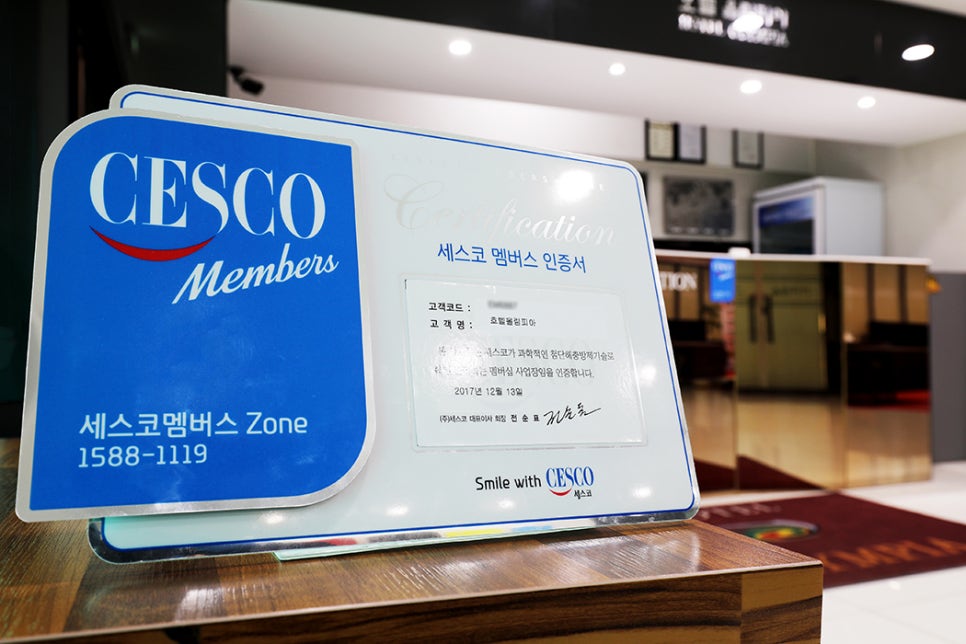 CESCO
Members
세스코멤버스 Zone
1588-1119
Certification
세스코 멤버스 인증서
고객코드 :
고 객 명 : 호텔올림피아
세스코가 과학적인 첨단해충방제기술로
멤버십 사업장임을 인증합니다.
2017년 12월 13일
(주)세스코 대표이사 회장 전 순 표
Smile with CESCO
세스코
HOTEL